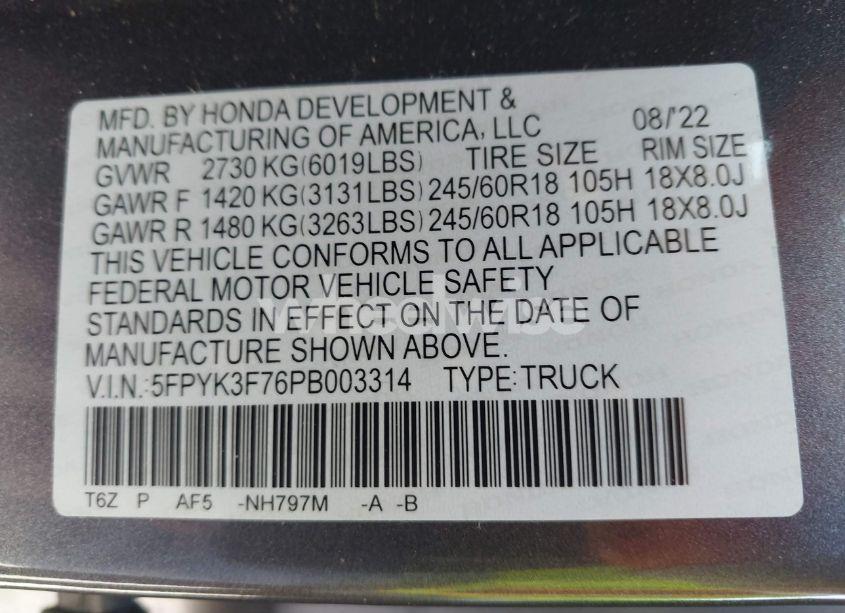 MFD. BY HONDA DEVELOPMENT &
MANUFACTURING OF AMERICA, LLC 08/'22
GVWR 2730 KG(6019LBS) TIRE SIZE RIM SIZE
GAWR F 1420 KG(3131LBS) 245/60R18 105H 18X8.0J
GAWR R 1480 KG(3263LBS) 245/60R18 105H 18X8.0J
THIS VEHICLE CONFORMS TO ALL APPLICABLE
FEDERAL MOTOR VEHICLE SAFETY
STANDARDS IN EFFECT ON THE DATE OF
MANUFACTURE SHOWN ABOVE.
V.I.N.:5FPYK3F76PB003314 TYPE:TRUCK
T6Z P AF5 -NH797M -A -B